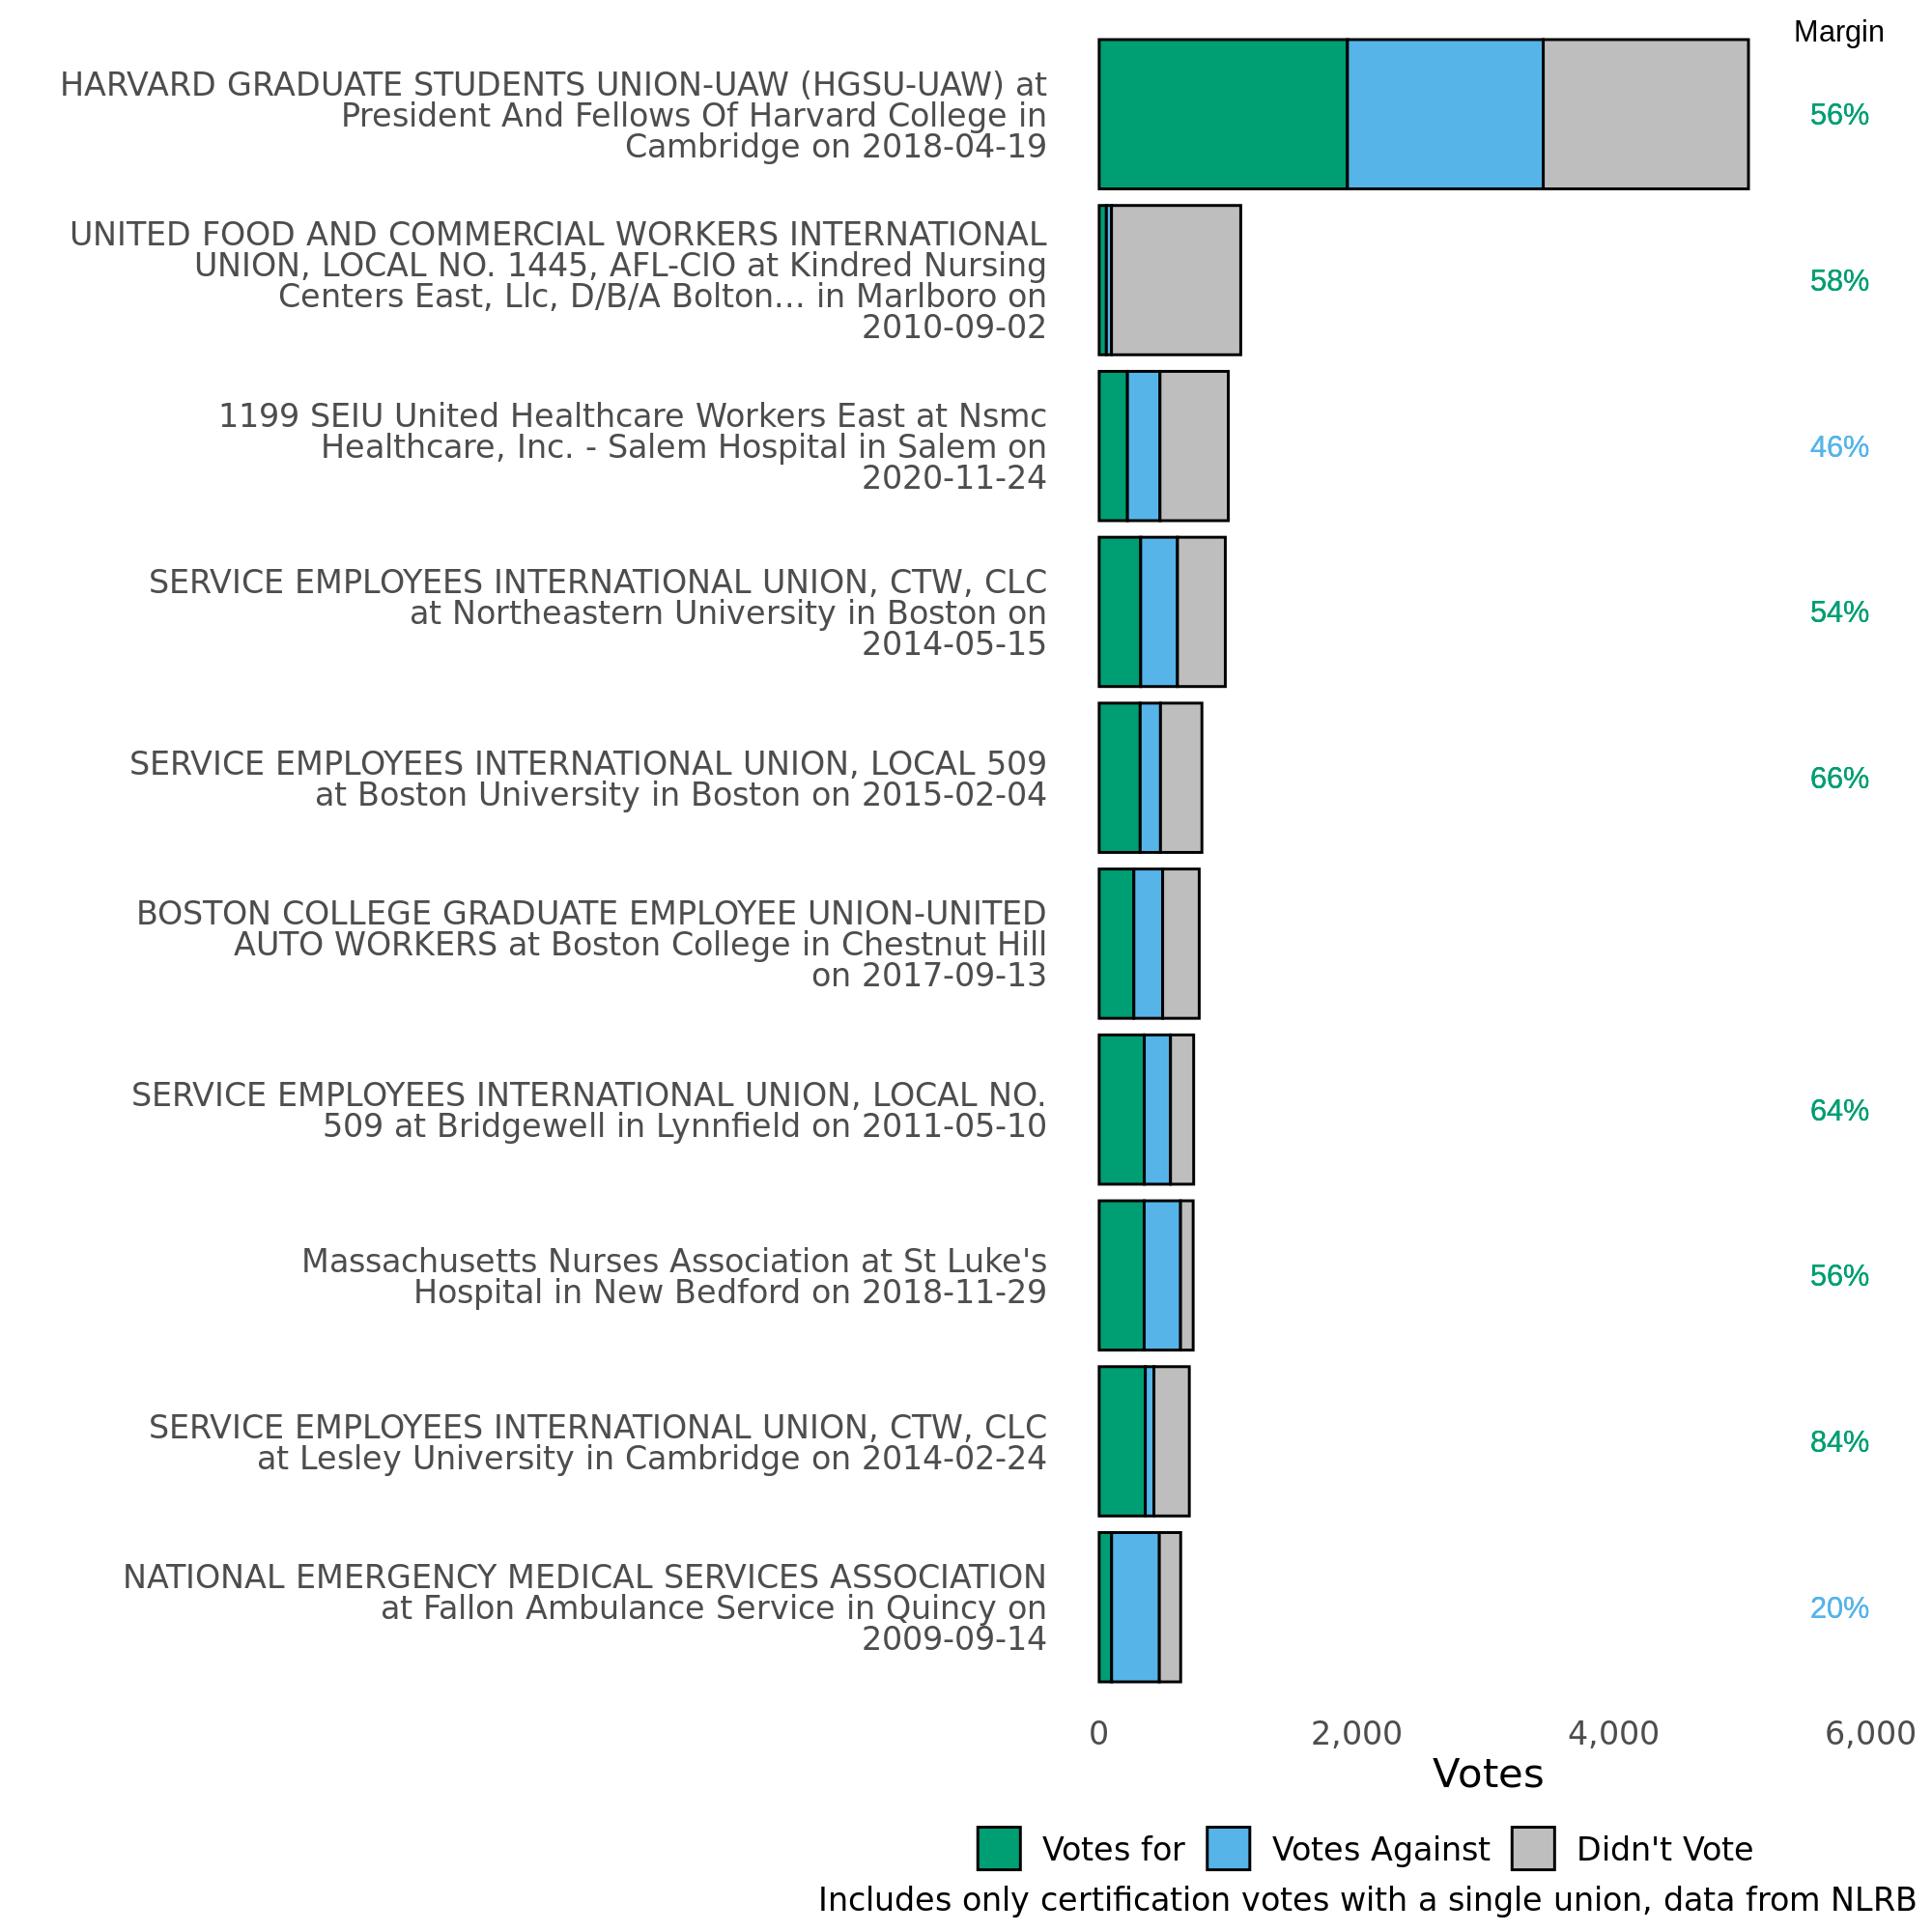 Margin
HARVARD GRADUATE STUDENTS UNION-UAW (HGSU-UAW) at
President And Fellows Of Harvard College in
Cambridge on 2018-04-19
56%
UNITED FOOD AND COMMERCIAL WORKERS INTERNATIONAL
UNION, LOCAL NO. 1445, AFL-CIO at Kindred Nursing
Centers East, Llc, D/B/A Bolton... in Marlboro on
2010-09-02
58%
1199 SEIU United Healthcare Workers East at Nsmc
Healthcare, Inc. - Salem Hospital in Salem on
2020-11-24
46%
SERVICE EMPLOYEES INTERNATIONAL UNION, CTW, CLC
at Northeastern University in Boston on
2014-05-15
54%
SERVICE EMPLOYEES INTERNATIONAL UNION, LOCAL 509
at Boston University in Boston on 2015-02-04
66%
BOSTON COLLEGE GRADUATE EMPLOYEE UNION-UNITED
AUTO WORKERS at Boston College in Chestnut Hill
on 2017-09-13
SERVICE EMPLOYEES INTERNATIONAL UNION, LOCAL NO.
509 at Bridgewell in Lynnfield on 2011-05-10
64%
Massachusetts Nurses Association at St Luke's
Hospital in New Bedford on 2018-11-29
56%
SERVICE EMPLOYEES INTERNATIONAL UNION, CTW, CLC
at Lesley University in Cambridge on 2014-02-24
84%
NATIONAL EMERGENCY MEDICAL SERVICES ASSOCIATION
at Fallon Ambulance Service in Quincy on
2009-09-14
20%
0 2,000 4,000 6,000
Votes
Votes for Votes Against Didn't Vote
Includes only certification votes with a single union, data from NLRB